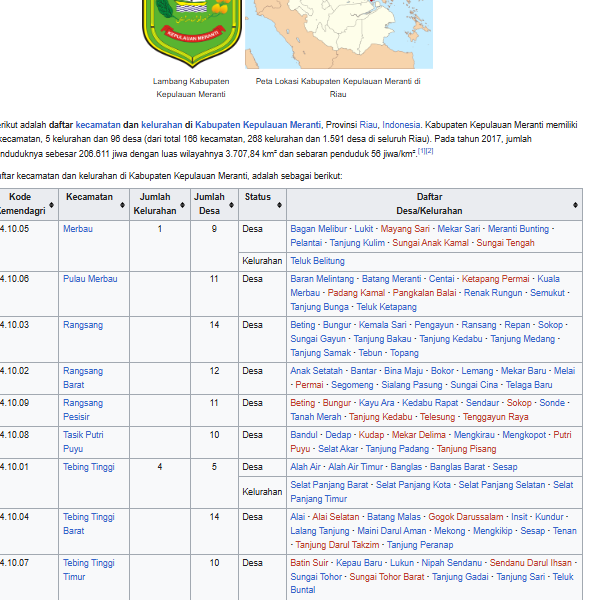 KEPULAUAN MERANTI
Lambang Kabupaten
Kepulauan Meranti
Peta Lokasi Kabupaten Kepulauan Meranti di
Riau
erikut adalah daftar kecamatan dan kelurahan di Kabupaten Kepulauan Meranti, Provinsi Riau, Indonesia. Kabupaten Kepulauan Meranti memiliki
kecamatan, 5 kelurahan dan 96 desa (dari total 166 kecamatan, 268 kelurahan dan 1.591 desa di seluruh Riau). Pada tahun 2017, jumlah
nduduknya sebesar 206.611 jiwa dengan luas wilayahnya 3.707,84 km² dan sebaran penduduk 56 jiwa/km².[1][2]
ftar kecamatan dan kelurahan di Kabupaten Kepulauan Meranti, adalah sebagai berikut:
Kode
Kemendagri
Kecamatan
Jumlah
Kelurahan
Jumlah
Desa
Status
Daftar
Desa/Kelurahan
4.10.05 Merbau 1 9 Desa Bagan Melibur · Lukit · Mayang Sari · Mekar Sari · Meranti Bunting ·
Pelantai · Tanjung Kulim · Sungai Anak Kamal · Sungai Tengah
Kelurahan Teluk Belitung
4.10.06 Pulau Merbau 11 Desa Baran Melintang · Batang Meranti · Centai · Ketapang Permai · Kuala
Merbau · Padang Kamal · Pangkalan Balai · Renak Rungun · Semukut ·
Tanjung Bunga · Teluk Ketapang
4.10.03 Rangsang 14 Desa Beting · Bungur · Kemala Sari · Pengayun · Ransang · Repan · Sokop ·
Sungai Gayun · Tanjung Bakau · Tanjung Kedabu · Tanjung Medang ·
Tanjung Samak · Tebun · Topang
4.10.02 Rangsang
Barat
12 Desa Anak Setatah · Bantar · Bina Maju · Bokor · Lemang · Mekar Baru · Melai
· Permai · Segomeng · Sialang Pasung · Sungai Cina · Telaga Baru
4.10.09 Rangsang
Pesisir
11 Desa Beting · Bungur · Kayu Ara · Kedabu Rapat · Sendaur · Sokop · Sonde ·
Tanah Merah · Tanjung Kedabu · Telesung · Tenggayun Raya
4.10.08 Tasik Putri
Puyu
10 Desa Bandul · Dedap · Kudap · Mekar Delima · Mengkirau · Mengkopot · Putri
Puyu · Selat Akar · Tanjung Padang · Tanjung Pisang
4.10.01 Tebing Tinggi 4 5 Desa Alah Air · Alah Air Timur · Banglas · Banglas Barat · Sesap
Kelurahan Selat Panjang Barat · Selat Panjang Kota · Selat Panjang Selatan · Selat
Panjang Timur
4.10.04 Tebing Tinggi
Barat
14 Desa Alai · Alai Selatan · Batang Malas · Gogok Darussalam · Insit · Kundur ·
Lalang Tanjung · Maini Darul Aman · Mekong · Mengkikip · Sesap · Tenan
· Tanjung Darul Takzim · Tanjung Peranap
4.10.07 Tebing Tinggi
Timur
10 Desa Batin Suir · Kepau Baru · Lukun · Nipah Sendanu · Sendanu Darul Ihsan ·
Sungai Tohor · Sungai Tohor Barat · Tanjung Gadai · Tanjung Sari · Teluk
Buntal